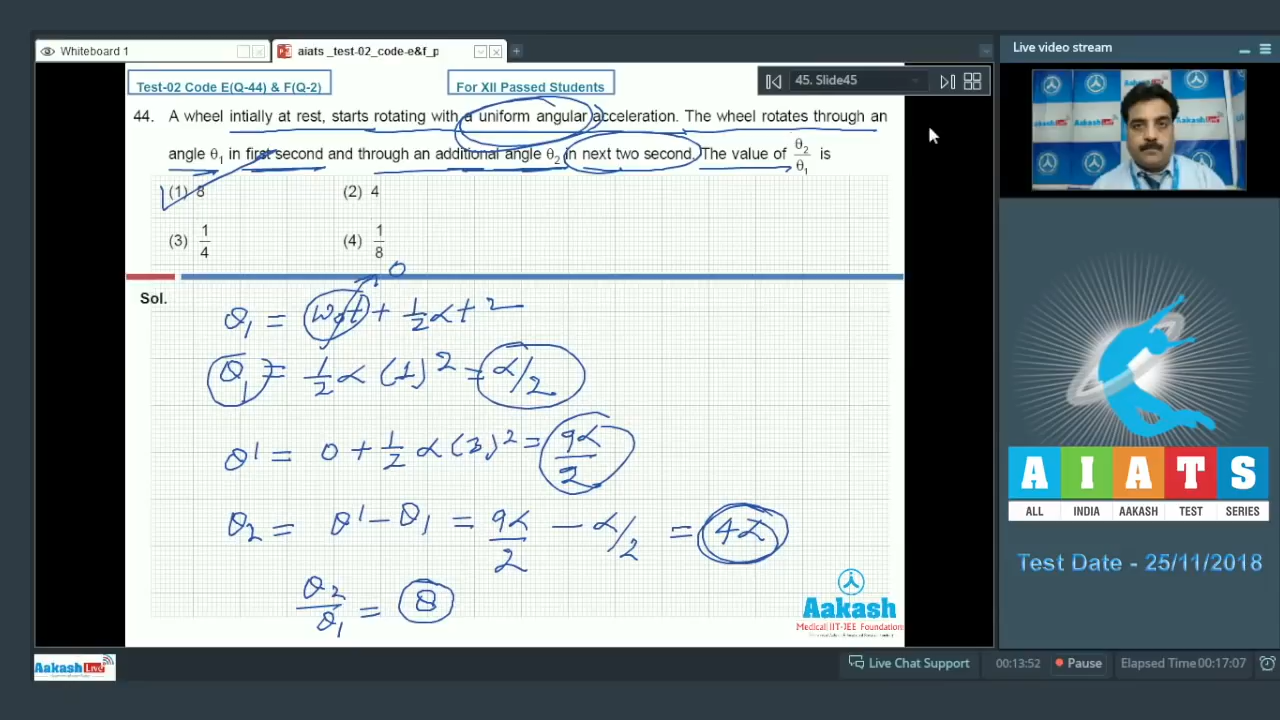 Whiteboard 1
aiats _test-02_code-e&f_p
Live video stream
Test-02 Code E(Q-44) & F(Q-2)
For XII Passed Students
45. Slide45
44. A wheel intially at rest, starts rotating with a uniform angular acceleration. The wheel rotates through an
angle θ₁ in first second and through an additional angle θ₂ in next two second. The value of θ₂/θ₁ is
(1) 8
(2) 4
(3) 1/4
(4) 1/8
Sol.
0
θ₁ = ω₀t + 1/2 αt²
θ₁ = 1/2 α (1)² = α/2
θ' = 0 + 1/2 α (3)² = 9α/2
θ₂ = θ' – θ₁ = 9α/2 – α/2 = 4α
θ₂/θ₁ = 8
Aakash
Medical|IIT-JEE|Foundations
A I A T S
ALL INDIA AAKASH TEST SERIES
Test Date - 25/11/2018
Aakash Live
Live Chat Support
00:13:52
Pause
Elapsed Time 00:17:07